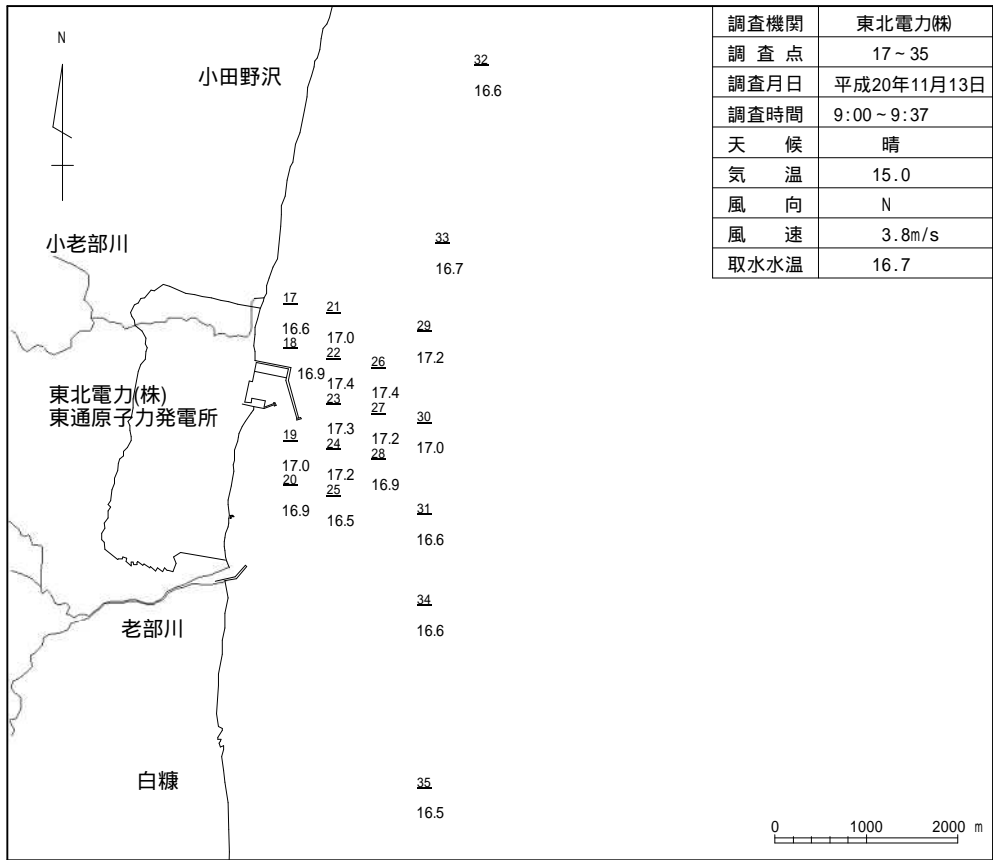 調査機関 東北電力㈱
調査点 17~35
調査月日 平成20年11月13日
調査時間 9:00~9:37
天候 晴
気温 15.0
風向 N
風速 3.8m/s
取水水温 16.7
N
小田野沢
32
16.6
小老部川
33
16.7
17
16.6
21
17.0
29
17.2
18
16.9
22
17.4
26
17.4
東北電力(株)
東通原子力発電所
23
17.3
27
17.2
30
17.0
19
17.0
24
17.2
28
16.9
20
16.9
25
16.5
31
16.6
34
16.6
老部川
白糠
35
16.5
0 1000 2000 m